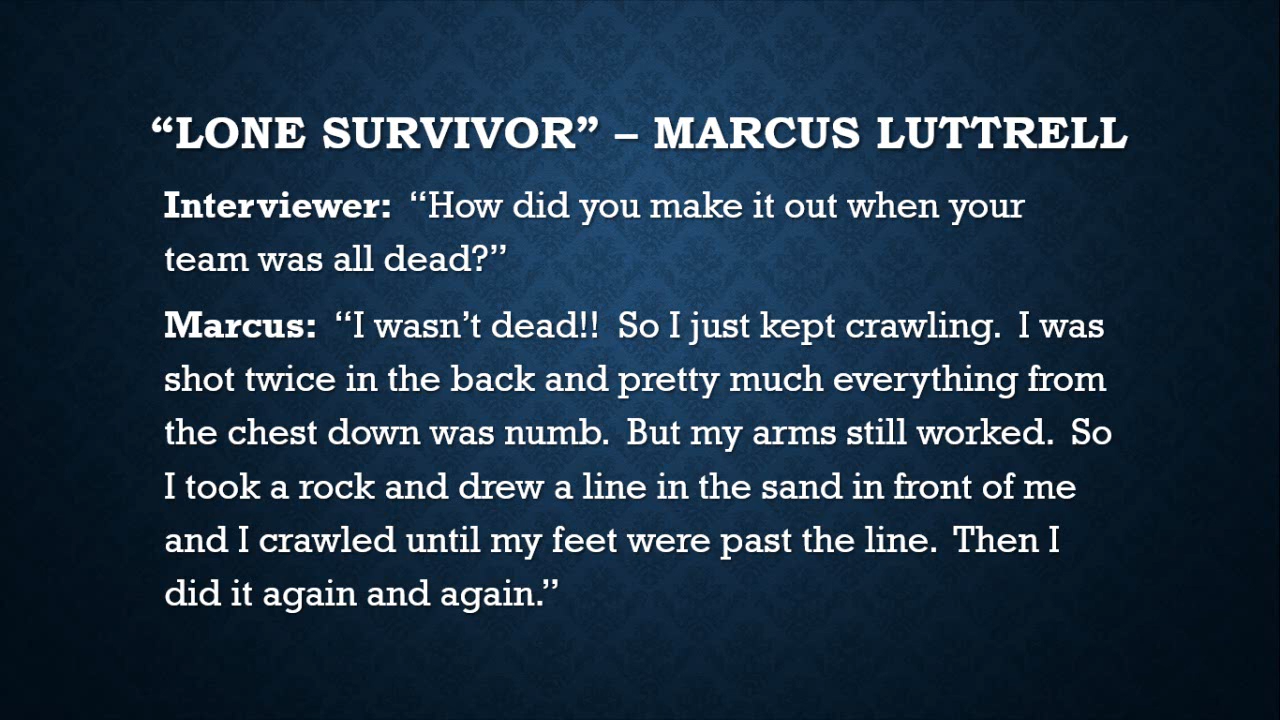 “LONE SURVIVOR” – MARCUS LUTTRELL
Interviewer:  “How did you make it out when your
team was all dead?”
Marcus:  “I wasn’t dead!!  So I just kept crawling.  I was
shot twice in the back and pretty much everything from
the chest down was numb.  But my arms still worked.  So
I took a rock and drew a line in the sand in front of me
and I crawled until my feet were past the line.  Then I
did it again and again.”